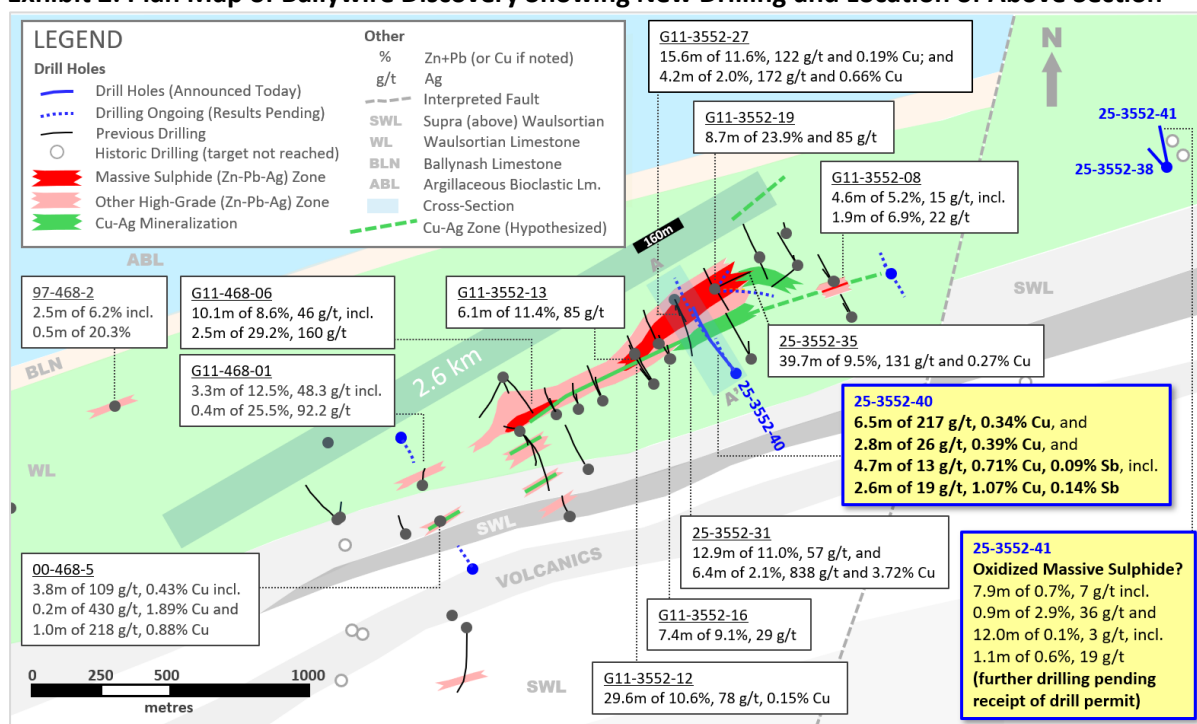 Exhibit 2: Plan Map of Ballywire Discovery Showing New Drilling and Location of Above Section
LEGEND
Drill Holes
Drill Holes (Announced Today)
Drilling Ongoing (Results Pending)
Previous Drilling
Historic Drilling (target not reached)
Massive Sulphide (Zn-Pb-Ag) Zone
Other High-Grade (Zn-Pb-Ag) Zone
Cu-Ag Mineralization
Other
% Zn+Pb (or Cu if noted)
g/t Ag
Interpreted Fault
SWL Supra (above) Waulsortian
WL Waulsortian Limestone
BLN Ballynash Limestone
ABL Argillaceous Bioclastic Lm.
Cross-Section
Cu-Ag Zone (Hypothesized)
G11-3552-27
15.6m of 11.6%, 122 g/t and 0.19% Cu; and
4.2m of 2.0%, 172 g/t and 0.66% Cu
N
G11-3552-19
8.7m of 23.9% and 85 g/t
25-3552-41
25-3552-38
G11-3552-08
4.6m of 5.2%, 15 g/t, incl.
1.9m of 6.9%, 22 g/t
160m
ABL
A
SWL
97-468-2
2.5m of 6.2% incl.
0.5m of 20.3%
G11-468-06
10.1m of 8.6%, 46 g/t, incl.
2.5m of 29.2%, 160 g/t
G11-3552-13
6.1m of 11.4%, 85 g/t
25-3552-35
39.7m of 9.5%, 131 g/t and 0.27% Cu
BLN
2.6 km
G11-468-01
3.3m of 12.5%, 48.3 g/t incl.
0.4m of 25.5%, 92.2 g/t
A'
25-3552-40
25-3552-40
6.5m of 217 g/t, 0.34% Cu, and
2.8m of 26 g/t, 0.39% Cu, and
4.7m of 13 g/t, 0.71% Cu, 0.09% Sb, incl.
2.6m of 19 g/t, 1.07% Cu, 0.14% Sb
WL
SWL
VOLCANICS
25-3552-31
12.9m of 11.0%, 57 g/t, and
6.4m of 2.1%, 838 g/t and 3.72% Cu
25-3552-41
Oxidized Massive Sulphide?
7.9m of 0.7%, 7 g/t incl.
0.9m of 2.9%, 36 g/t and
12.0m of 0.1%, 3 g/t, incl.
1.1m of 0.6%, 19 g/t
(further drilling pending
receipt of drill permit)
00-468-5
3.8m of 109 g/t, 0.43% Cu incl.
0.2m of 430 g/t, 1.89% Cu and
1.0m of 218 g/t, 0.88% Cu
G11-3552-16
7.4m of 9.1%, 29 g/t
G11-3552-12
29.6m of 10.6%, 78 g/t, 0.15% Cu
SWL
0 250 500 1000
metres